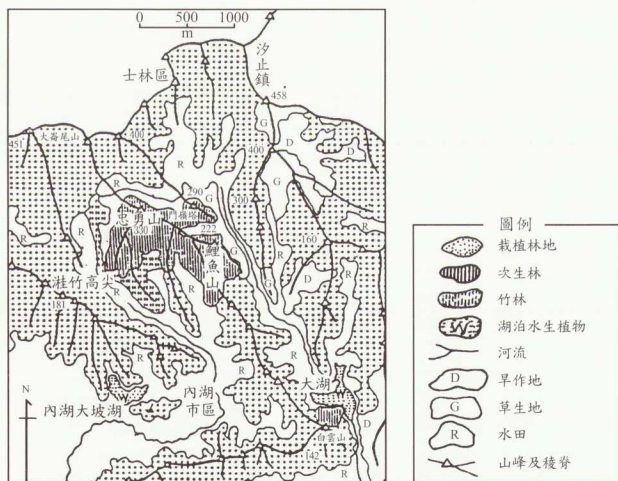 0 500 1000
m
士林區
汐止鎮
458
G
D
大崙尾山
451
400
R
400
D
G
R
R
290
G
300
忠勇山
330
222
鯉魚山
G
160
R
D
R
桂竹高尖
181
R
R
R
R
R
N
內湖大坡湖
內湖市區
大湖
D
白雲山
142
R
圖例
栽植林地
次生林
竹林
湖泊水生植物
河流
D 旱作地
G 草生地
R 水田
山峰及稜脊